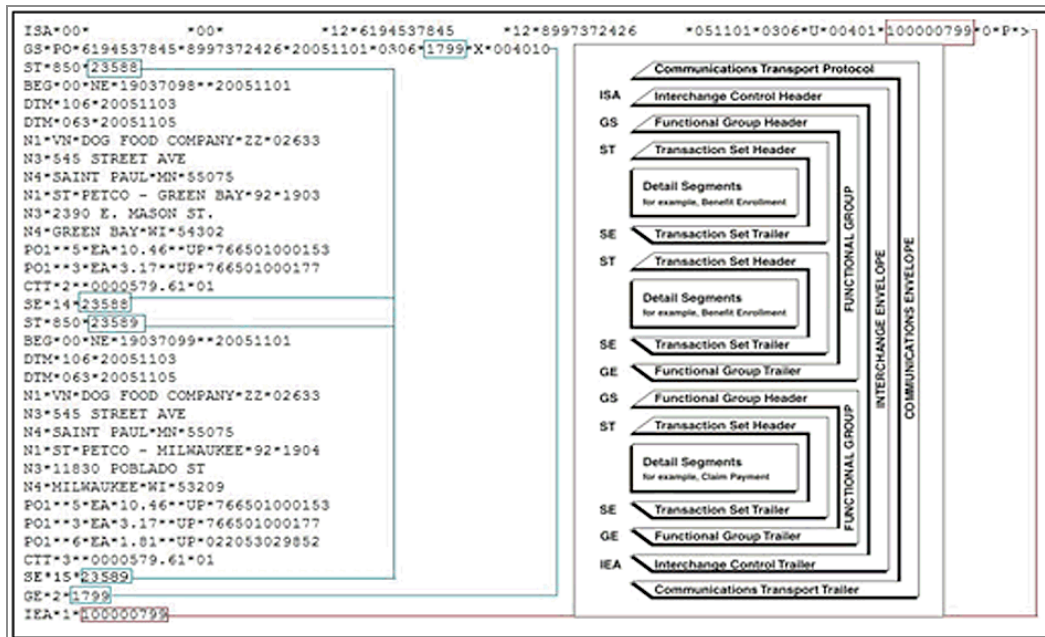 ISA*00*          *00*          *12*6194537845     *12*8997372426     *051101*0306*U*00401*100000799*0*P*>
GS*PO*6194537845*8997372426*20051101*0306*1799*X*004010
ST*850*23588
BEG*00*NE*19037098**20051101
DTM*106*20051103
DTM*063*20051105
N1*VN*DOG FOOD COMPANY*ZZ*02633
N3*545 STREET AVE
N4*SAINT PAUL*MN*55075
N1*ST*PETCO - GREEN BAY*92*1903
N3*2390 E. MASON ST.
N4*GREEN BAY*WI*54302
PO1**5*EA*10.46**UP*766501000153
PO1**3*EA*3.17**UP*766501000177
CTT*2**0000579.61*01
SE*14*23588
ST*850*23589
BEG*00*NE*19037099**20051101
DTM*106*20051103
DTM*063*20051105
N1*VN*DOG FOOD COMPANY*ZZ*02633
N3*545 STREET AVE
N4*SAINT PAUL*MN*55075
N1*ST*PETCO - MILWAUKEE*92*1904
N3*11830 POBLADO ST
N4*MILWAUKEE*WI*53209
PO1**5*EA*10.46**UP*766501000153
PO1**3*EA*3.17**UP*766501000177
PO1**6*EA*1.81**UP*022053029852
CTT*3**0000579.61*01
SE*15*23589
GE*2*1799
IEA*1*100000799
Communications Transport Protocol
ISA Interchange Control Header
GS Functional Group Header
ST Transaction Set Header
Detail Segments
for example, Benefit Enrollment
SE Transaction Set Trailer
ST Transaction Set Header
Detail Segments
for example, Benefit Enrollment
SE Transaction Set Trailer
GE Functional Group Trailer
GS Functional Group Header
ST Transaction Set Header
Detail Segments
for example, Claim Payment
SE Transaction Set Trailer
GE Functional Group Trailer
IEA Interchange Control Trailer
Communications Transport Trailer
FUNCTIONAL GROUP
FUNCTIONAL GROUP
INTERCHANGE ENVELOPE
COMMUNICATIONS ENVELOPE